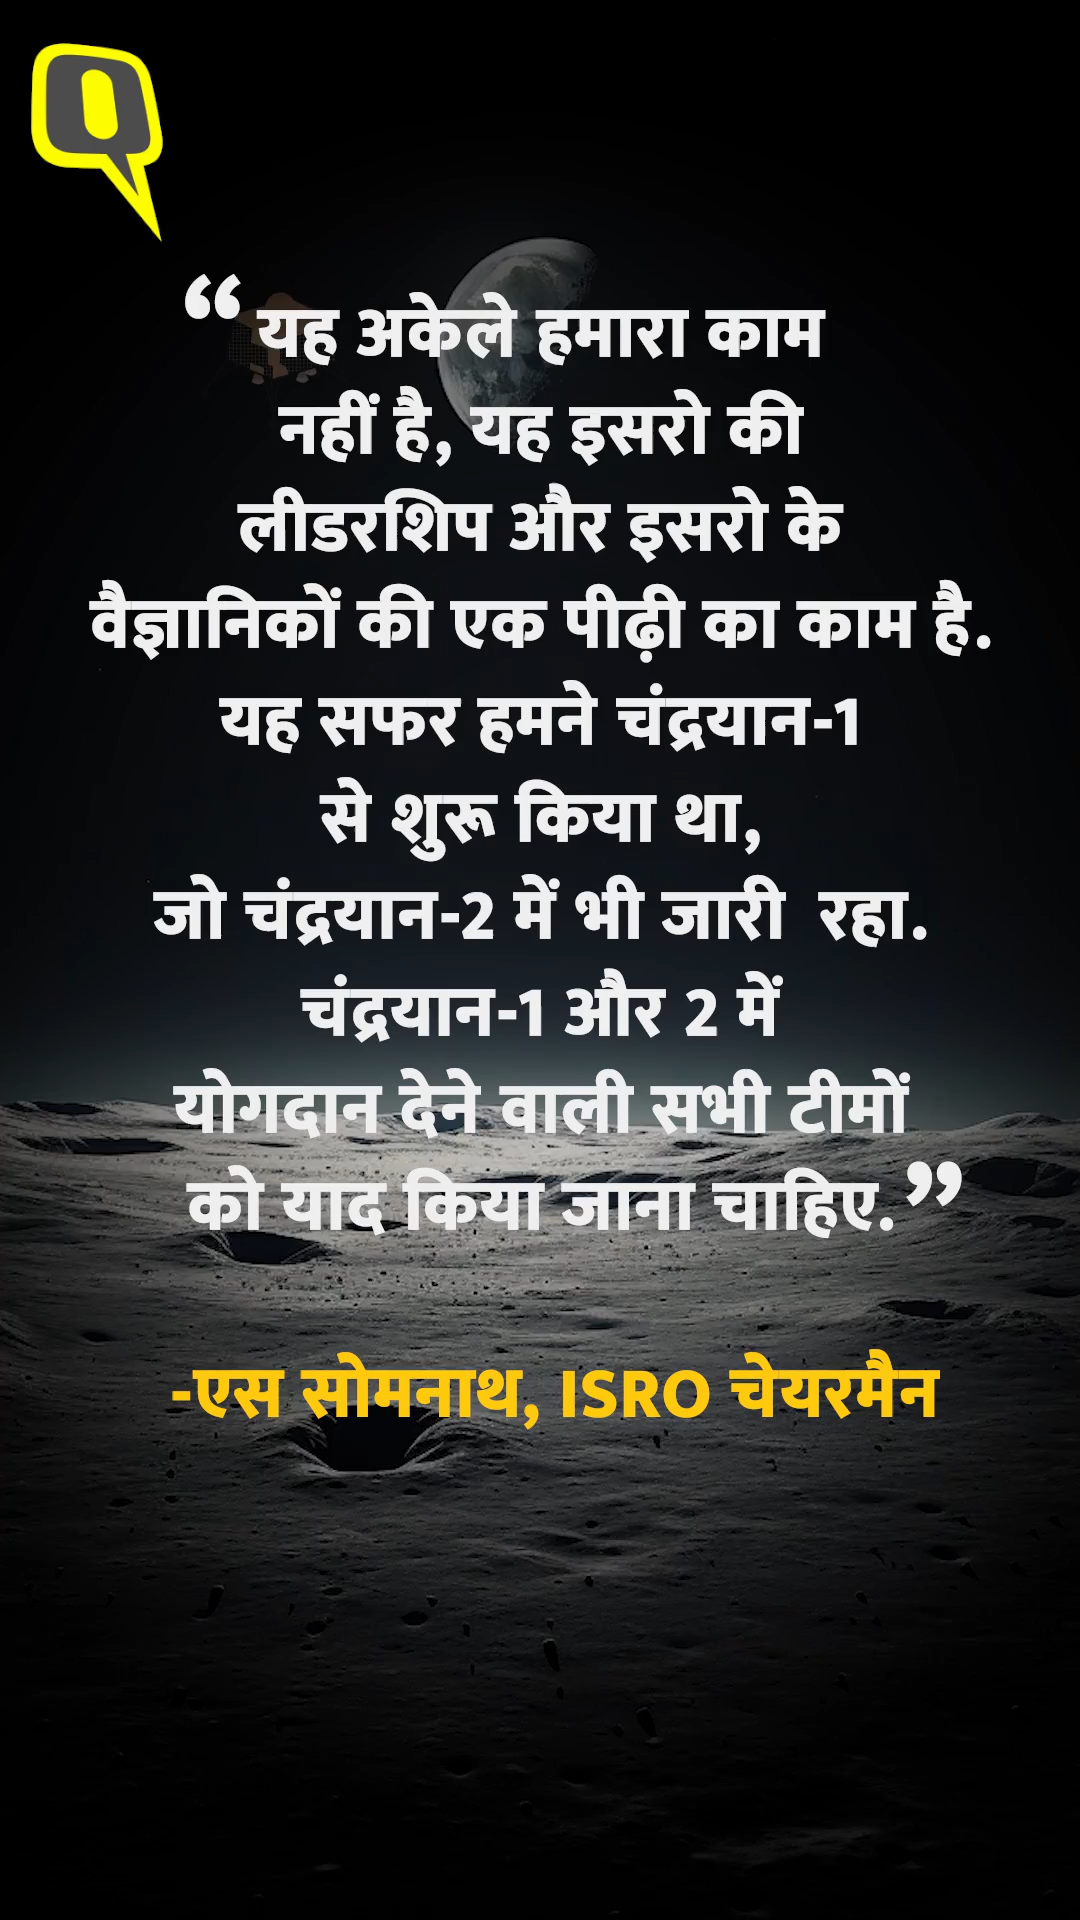 “यह अकेले हमारा काम
नहीं है, यह इसरो की
लीडरशिप और इसरो के
वैज्ञानिकों की एक पीढ़ी का काम है.
यह सफर हमने चंद्रयान-1
से शुरू किया था,
जो चंद्रयान-2 में भी जारी रहा.
चंद्रयान-1 और 2 में
योगदान देने वाली सभी टीमों
को याद किया जाना चाहिए.”
-एस सोमनाथ, ISRO चेयरमैन